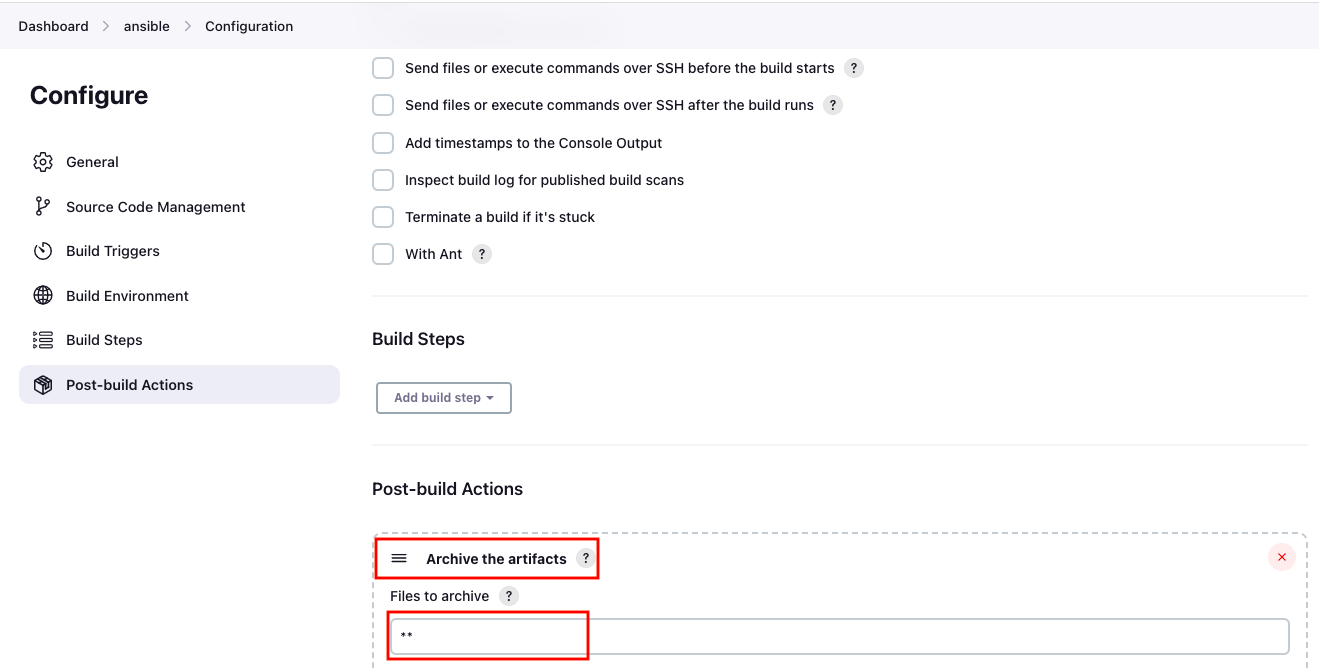 Dashboard > ansible > Configuration
Configure
General
Source Code Management
Build Triggers
Build Environment
Build Steps
Post-build Actions
Send files or execute commands over SSH before the build starts ?
Send files or execute commands over SSH after the build runs ?
Add timestamps to the Console Output
Inspect build log for published build scans
Terminate a build if it's stuck
With Ant ?
Build Steps
Add build step
Post-build Actions
Archive the artifacts ?
Files to archive ?
**